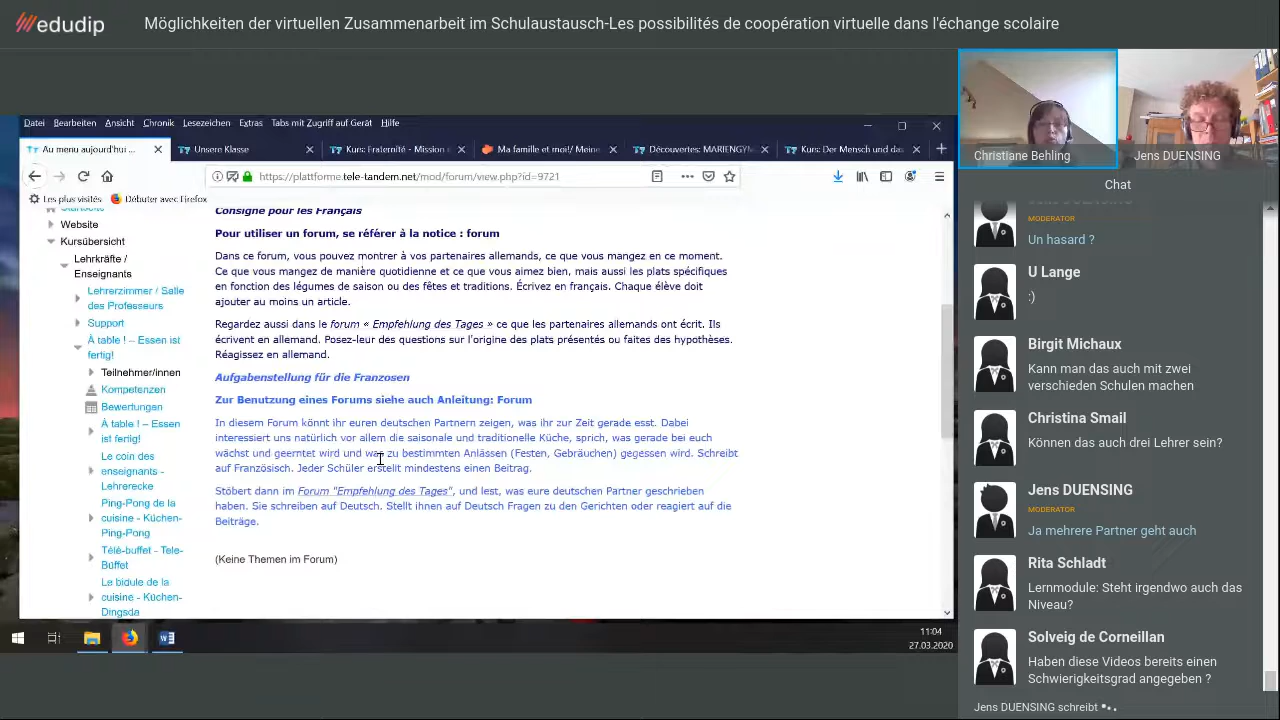 edudip
Möglichkeiten der virtuellen Zusammenarbeit im Schulaustausch-Les possibilités de coopération virtuelle dans l'échange scolaire
Datei Bearbeiten Ansicht Chronik Lesezeichen Extras Tabs mit Zugriff auf Gerät Hilfe
Au menu aujourd'hui ...
Unsere Klasse
Kurs: Fraternité - Mission e
Ma famille et moi!/ Meine
Découvertes: MARIENGYM
Kurs: Der Mensch und das
https://plattforme.tele-tandem.net/mod/forum/view.php?id=9721
Les plus visités
Débuter avec Firefox
Website
Kursübersicht
Lehrkräfte /
Enseignants
Lehrerzimmer / Salle
des Professeurs
Support
À table ! – Essen ist
fertig!
Teilnehmer/innen
Kompetenzen
Bewertungen
À table ! – Essen
ist fertig!
Le coin des
enseignants -
Lehrerecke
Ping-Pong de la
cuisine - Küchen-
Ping-Pong
Télé-buffet - Tele-
Buffet
Le bidule de la
cuisine - Küchen-
Dingsda
Consigne pour les Français
Pour utiliser un forum, se référer à la notice : forum
Dans ce forum, vous pouvez montrer à vos partenaires allemands, ce que vous mangez en ce moment.
Ce que vous mangez de manière quotidienne et ce que vous aimez bien, mais aussi les plats spécifiques
en fonction des légumes de saison ou des fêtes et traditions. Écrivez en français. Chaque élève doit
ajouter au moins un article.
Regardez aussi dans le forum « Empfehlung des Tages » ce que les partenaires allemands ont écrit. Ils
écrivent en allemand. Posez-leur des questions sur l'origine des plats présentés ou faites des hypothèses.
Réagissez en allemand.
Aufgabenstellung für die Franzosen
Zur Benutzung eines Forums siehe auch Anleitung: Forum
In diesem Forum könnt ihr euren deutschen Partnern zeigen, was ihr zur Zeit gerade esst. Dabei
interessiert uns natürlich vor allem die saisonale und traditionelle Küche, sprich, was gerade bei euch
wächst und geerntet wird und was zu bestimmten Anlässen (Festen, Gebräuchen) gegessen wird. Schreibt
auf Französisch. Jeder Schüler erstellt mindestens einen Beitrag.
Stöbert dann im Forum "Empfehlung des Tages", und lest, was eure deutschen Partner geschrieben
haben. Sie schreiben auf Deutsch. Stellt ihnen auf Deutsch Fragen zu den Gerichten oder reagiert auf die
Beiträge.
(Keine Themen im Forum)
11:04
27.03.2020
Christiane Behling
Jens DUENSING
Chat
MODERATOR
Un hasard ?
U Lange
:)
Birgit Michaux
Kann man das auch mit zwei
verschieden Schulen machen
Christina Smail
Können das auch drei Lehrer sein?
Jens DUENSING
MODERATOR
Ja mehrere Partner geht auch
Rita Schladt
Lernmodule: Steht irgendwo auch das
Niveau?
Solveig de Corneillan
Haben diese Videos bereits einen
Schwierigkeitsgrad angegeben ?
Jens DUENSING schreibt